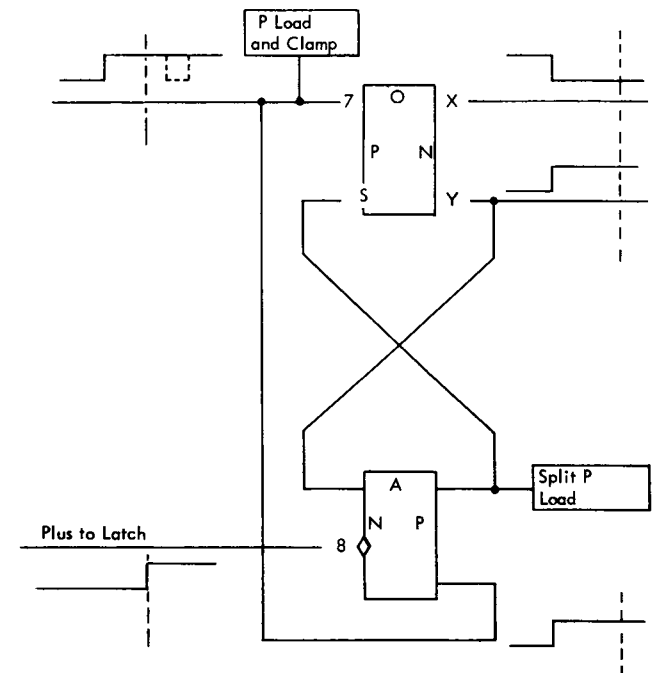 P Load
and Clamp
7 O X
P N
S Y
A
Split P
Load
N P
Plus to Latch
8